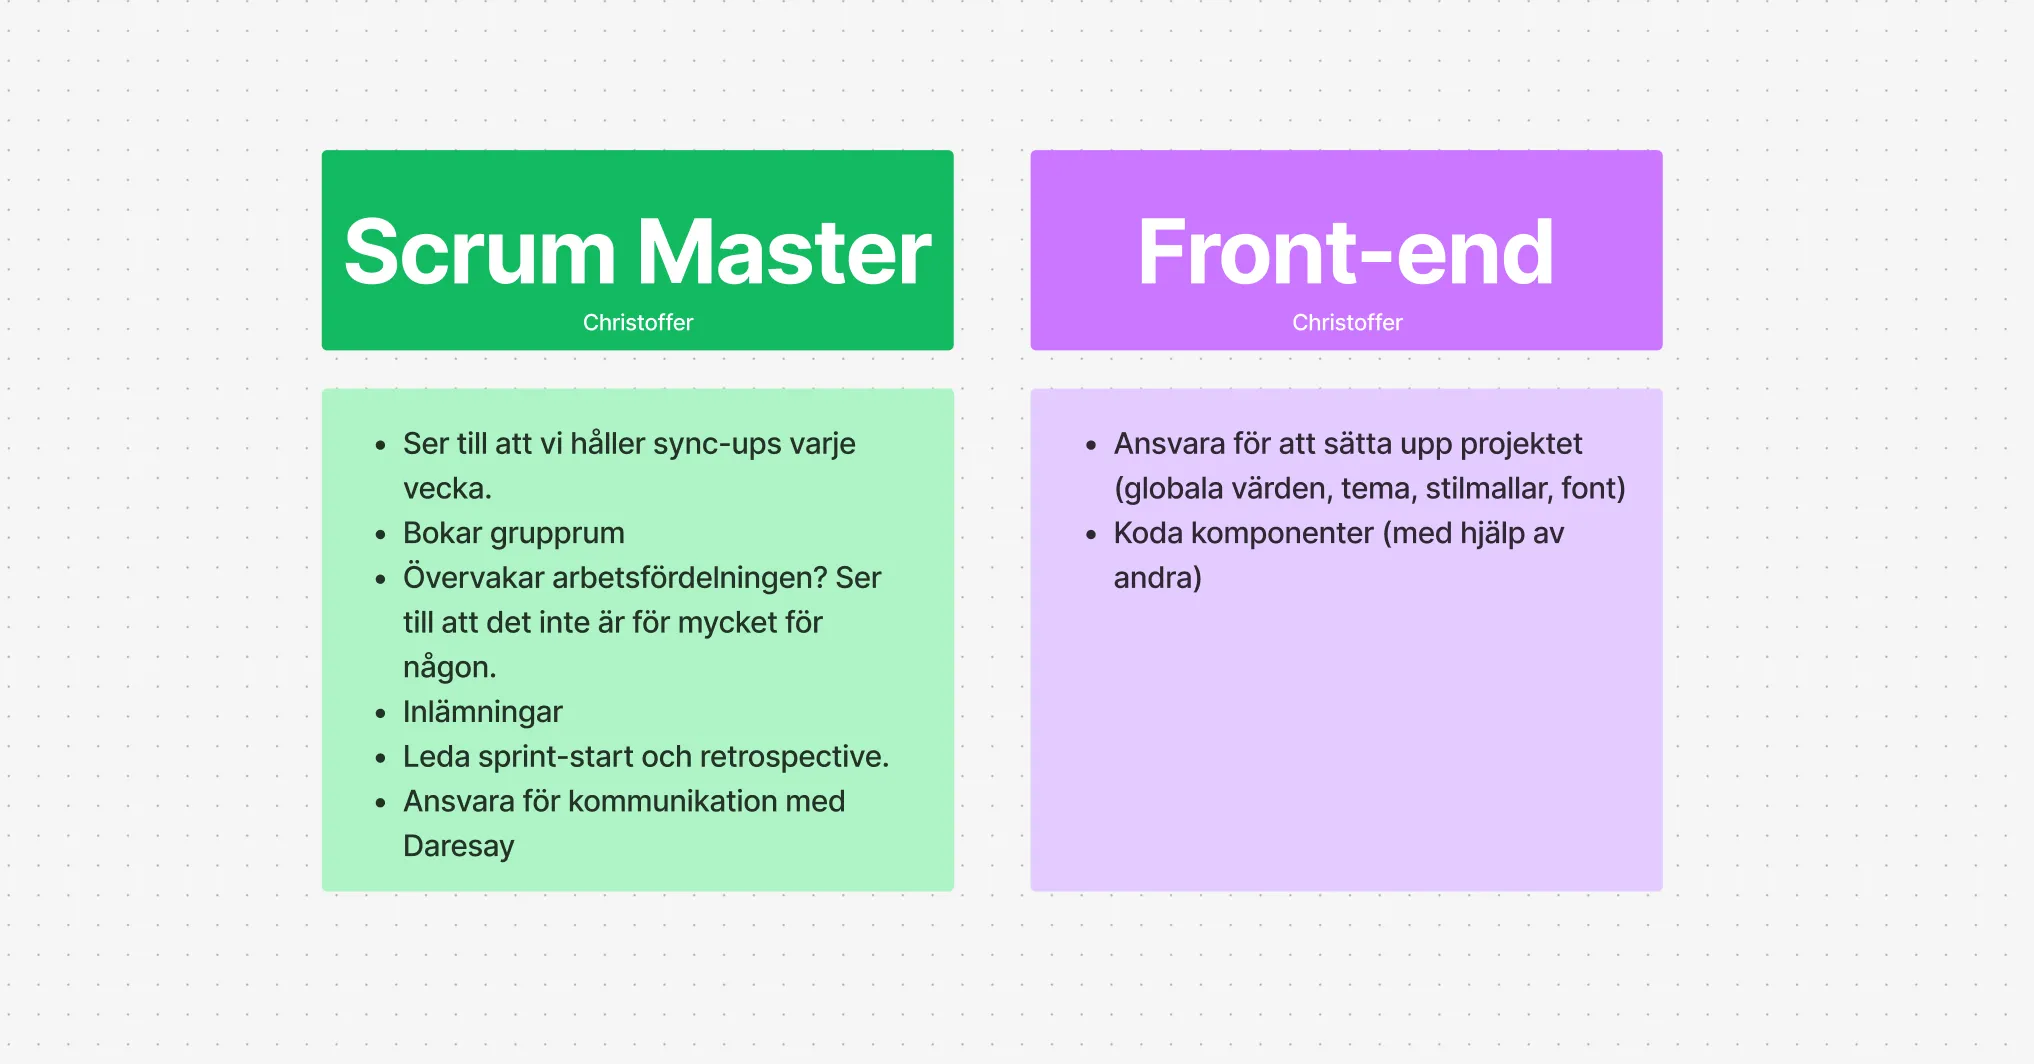 Scrum Master
Christoffer
• Ser till att vi håller sync-ups varje
vecka.
• Bokar grupprum
• Övervakar arbetsfördelningen? Ser
till att det inte är för mycket för
någon.
• Inlämningar
• Leda sprint-start och retrospective.
• Ansvara för kommunikation med
Daresay
Front-end
Christoffer
• Ansvara för att sätta upp projektet
(globala värden, tema, stilmallar, font)
• Koda komponenter (med hjälp av
andra)